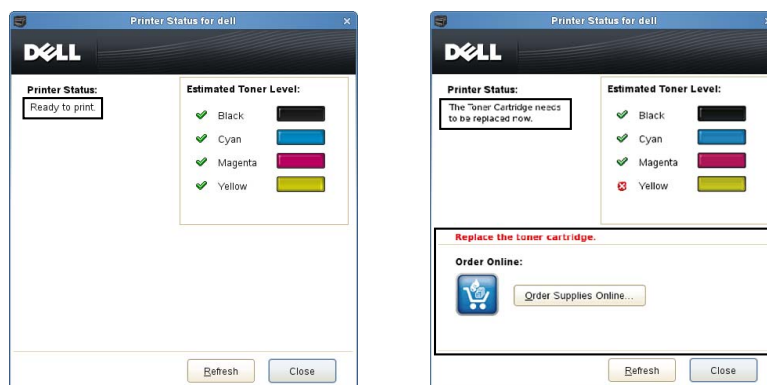 Printer Status for dell
DELL
Printer Status:
Ready to print.
Estimated Toner Level:
Black
Cyan
Magenta
Yellow
Refresh
Close
Printer Status for dell
DELL
Printer Status:
The Toner Cartridge needs
to be replaced now.
Estimated Toner Level:
Black
Cyan
Magenta
Yellow
Replace the toner cartridge.
Order Online:
Order Supplies Online...
Refresh
Close